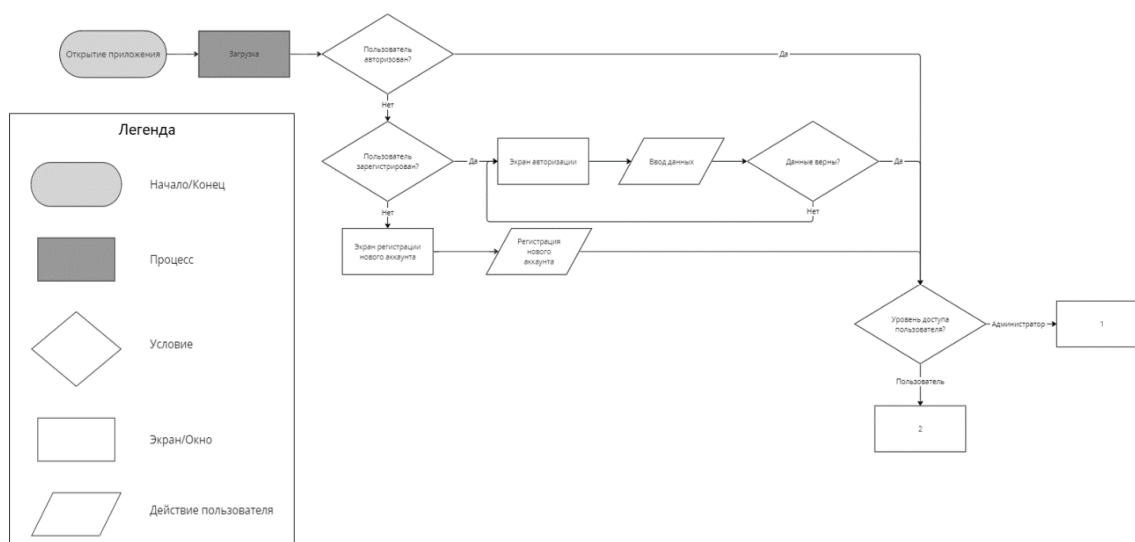 Открытие приложения
Загрузка
Пользователь
авторизован?
Да
Нет
Пользователь
зарегистрирован?
Да
Экран авторизации
Ввод данных
Данные верны?
Да
Нет
Нет
Экран регистрации
нового аккаунта
Регистрация
нового
аккаунта
Уровень доступа
пользователя?
Администратор
1
Пользователь
2
Легенда
Начало/Конец
Процесс
Условие
Экран/Окно
Действие пользователя